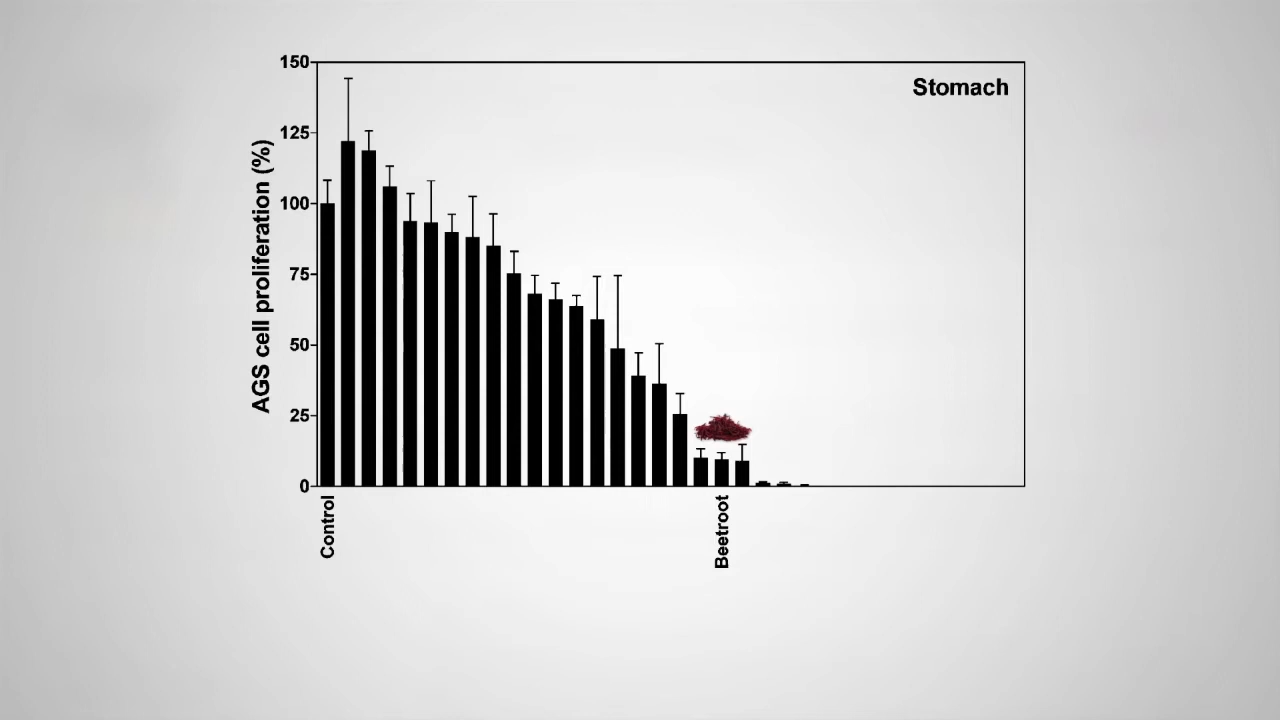 Stomach
AGS cell proliferation (%)
150
125
100
75
50
25
0
Control
Beetroot